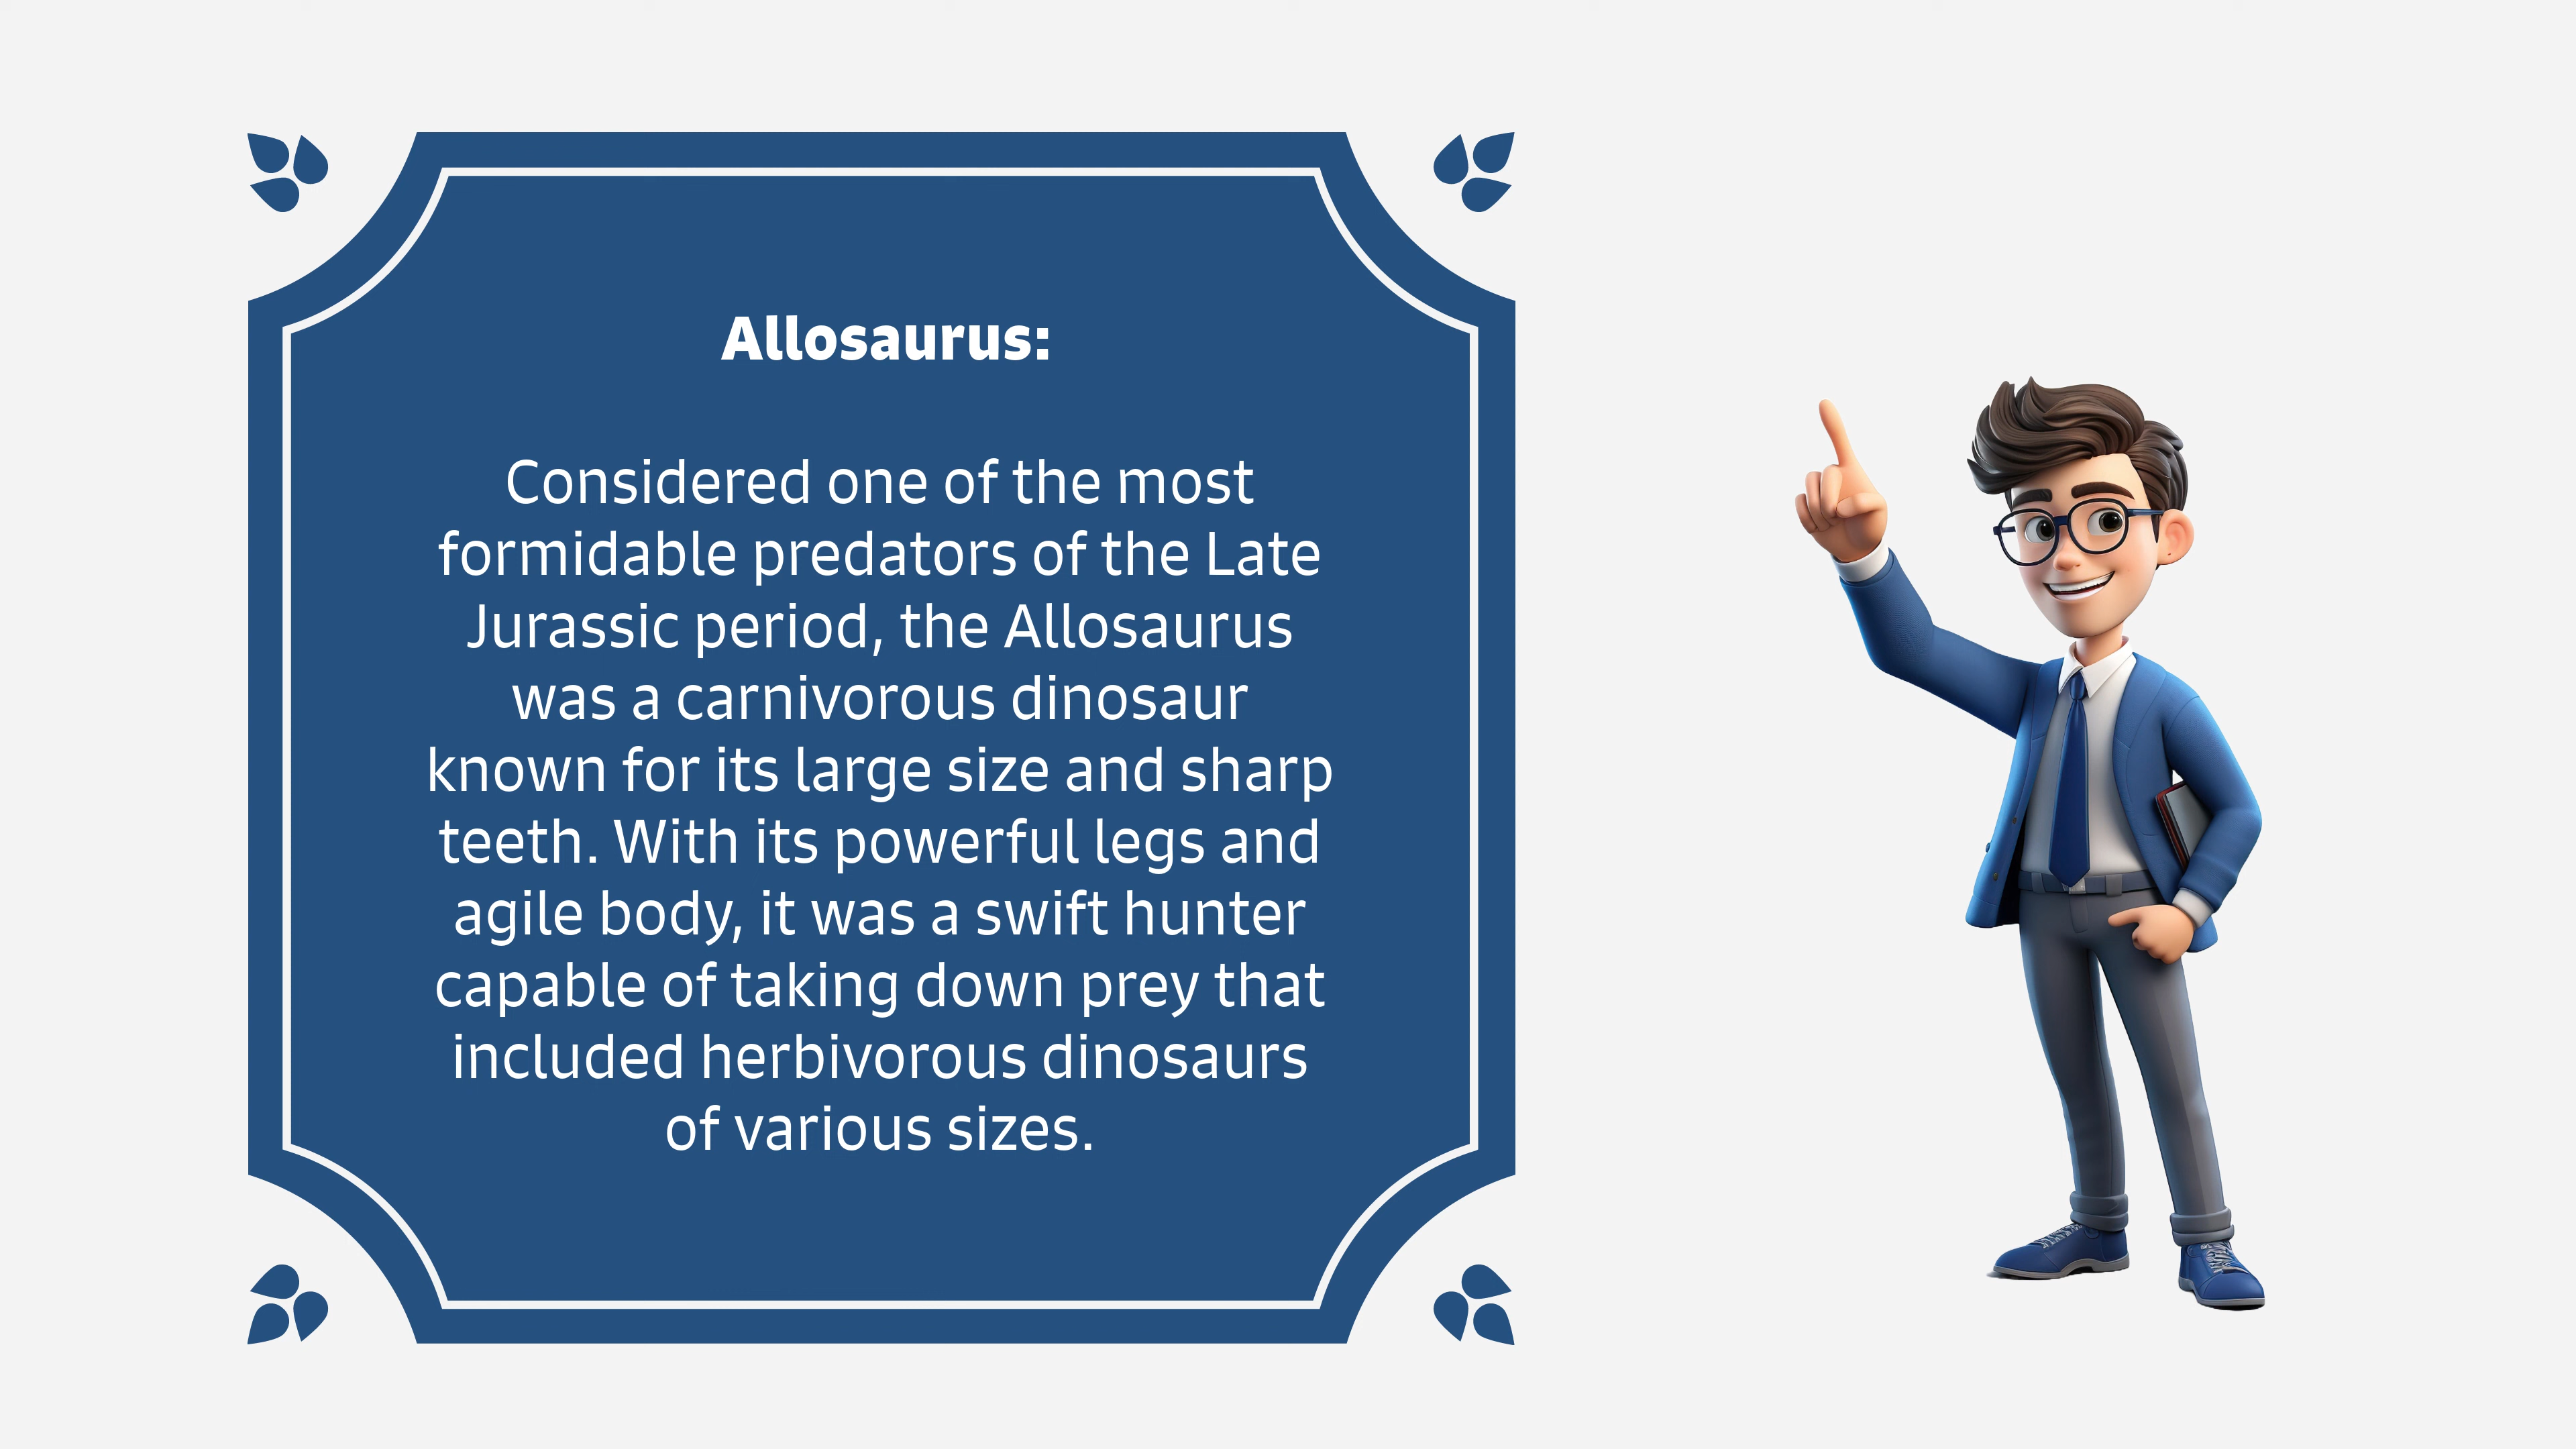 Allosaurus:
Considered one of the most
formidable predators of the Late
Jurassic period, the Allosaurus
was a carnivorous dinosaur
known for its large size and sharp
teeth. With its powerful legs and
agile body, it was a swift hunter
capable of taking down prey that
included herbivorous dinosaurs
of various sizes.